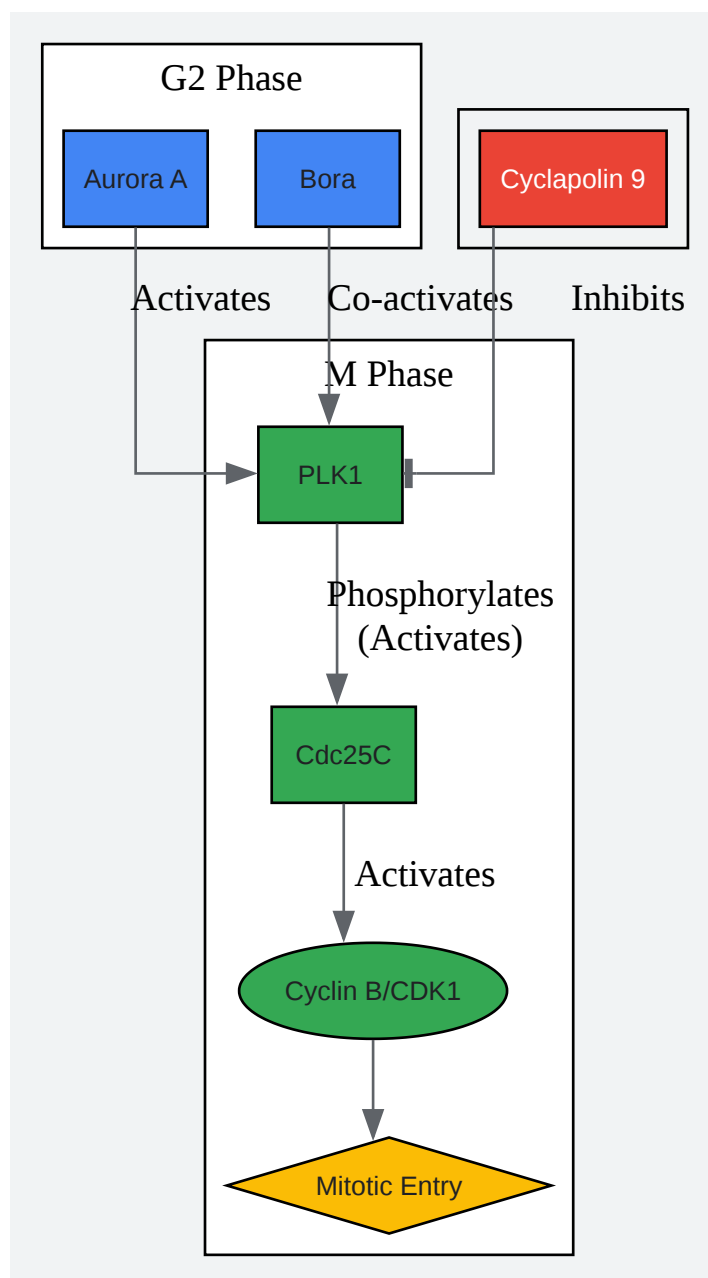 G2 Phase
Aurora A
Bora
Cyclapolin 9
Activates
Co-activates
Inhibits
M Phase
PLK1
Phosphorylates
(Activates)
Cdc25C
Activates
Cyclin B/CDK1
Mitotic Entry